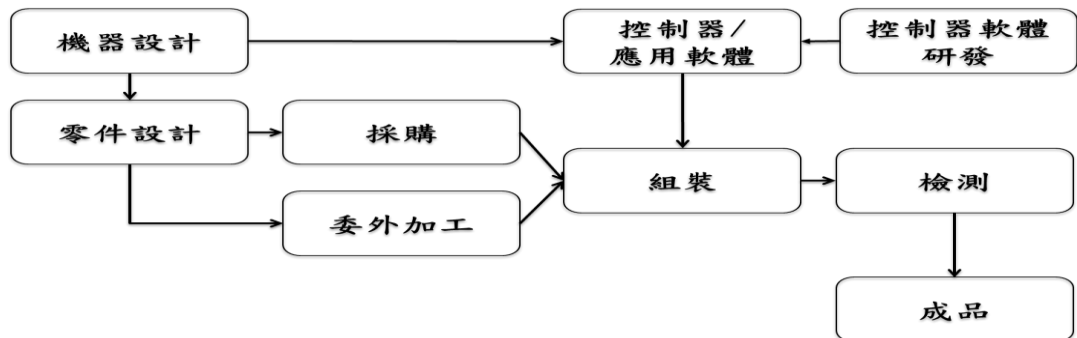 機器設計
控制器/
應用軟體
控制器軟體
研發
零件設計
採購
組裝
檢測
委外加工
成品